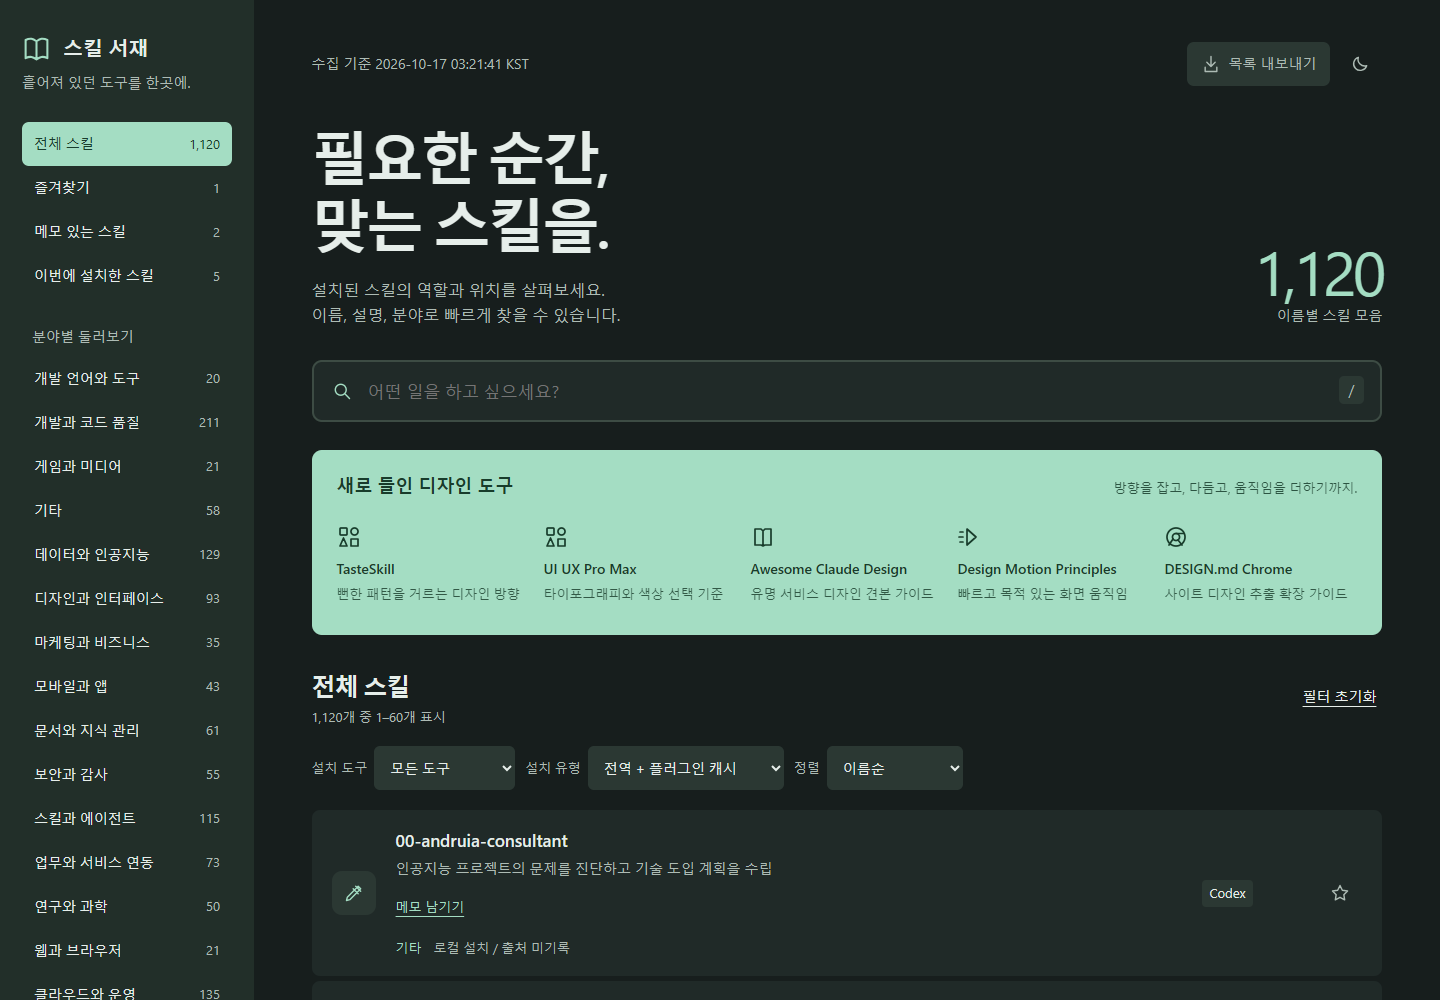 스킬 서재
흩어져 있던 도구를 한곳에.
전체 스킬 1,120
즐겨찾기 1
메모 있는 스킬 2
이번에 설치한 스킬 5
분야별 둘러보기
개발 언어와 도구 20
개발과 코드 품질 211
게임과 미디어 21
기타 58
데이터와 인공지능 129
디자인과 인터페이스 93
마케팅과 비즈니스 35
모바일과 앱 43
문서와 지식 관리 61
보안과 감사 55
스킬과 에이전트 115
업무와 서비스 연동 73
연구와 과학 50
웹과 브라우저 21
클라우드와 운영 135
수집 기준 2026-10-17 03:21:41 KST
목록 내보내기
필요한 순간,
맞는 스킬을.
설치된 스킬의 역할과 위치를 살펴보세요.
이름, 설명, 분야로 빠르게 찾을 수 있습니다.
1,120
이름별 스킬 모음
어떤 일을 하고 싶으세요? /
새로 들인 디자인 도구
방향을 잡고, 다듬고, 움직임을 더하기까지.
TasteSkill
뻔한 패턴을 거르는 디자인 방향
UI UX Pro Max
타이포그래피와 색상 선택 기준
Awesome Claude Design
유명 서비스 디자인 견본 가이드
Design Motion Principles
빠르고 목적 있는 화면 움직임
DESIGN.md Chrome
사이트 디자인 추출 확장 가이드
전체 스킬
1,120개 중 1–60개 표시
필터 초기화
설치 도구 모든 도구 설치 유형 전역 + 플러그인 캐시 정렬 이름순
00-andruia-consultant
인공지능 프로젝트의 문제를 진단하고 기술 도입 계획을 수립
메모 남기기
기타 로컬 설치 / 출처 미기록
Codex